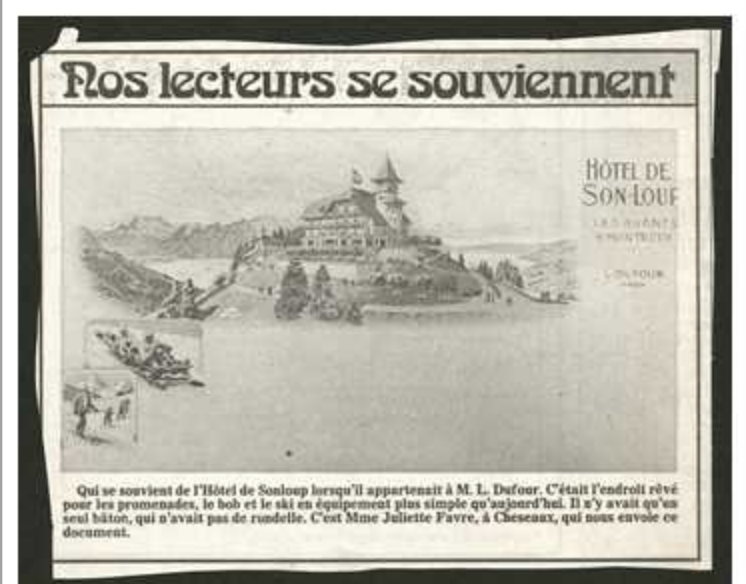 Nos lecteurs se souviennent
HÔTEL DE
SON-LOUP
LES AVANTS
s/MONTREUX
L. DUFOUR
Qui se souvient de l'Hôtel de Sonloup lorsqu'il appartenait à M. L. Dufour. C'était l'endroit rêvé
pour les promenades, le bob et le ski en équipement plus simple qu'aujourd'hui. Il n'y avait qu'un
seul bâton, qui n'avait pas de rondelle. C'est Mme Juliette Favre, à Cheseaux, qui nous envoie ce
document.